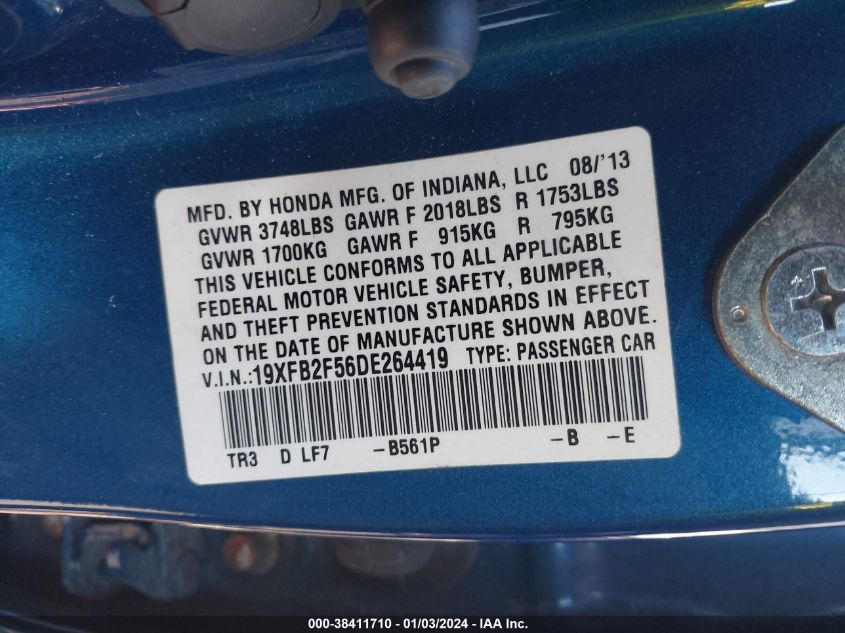 MFD. BY HONDA MFG. OF INDIANA, LLC 08/'13
GVWR 3748LBS GAWR F 2018LBS R 1753LBS
GVWR 1700KG GAWR F 915KG R 795KG
THIS VEHICLE CONFORMS TO ALL APPLICABLE
FEDERAL MOTOR VEHICLE SAFETY, BUMPER,
AND THEFT PREVENTION STANDARDS IN EFFECT
ON THE DATE OF MANUFACTURE SHOWN ABOVE.
V.I.N.:19XFB2F56DE264419 TYPE: PASSENGER CAR
TR3 D LF7 -B561P -B -E
000-38411710 - 01/03/2024 - IAA Inc.